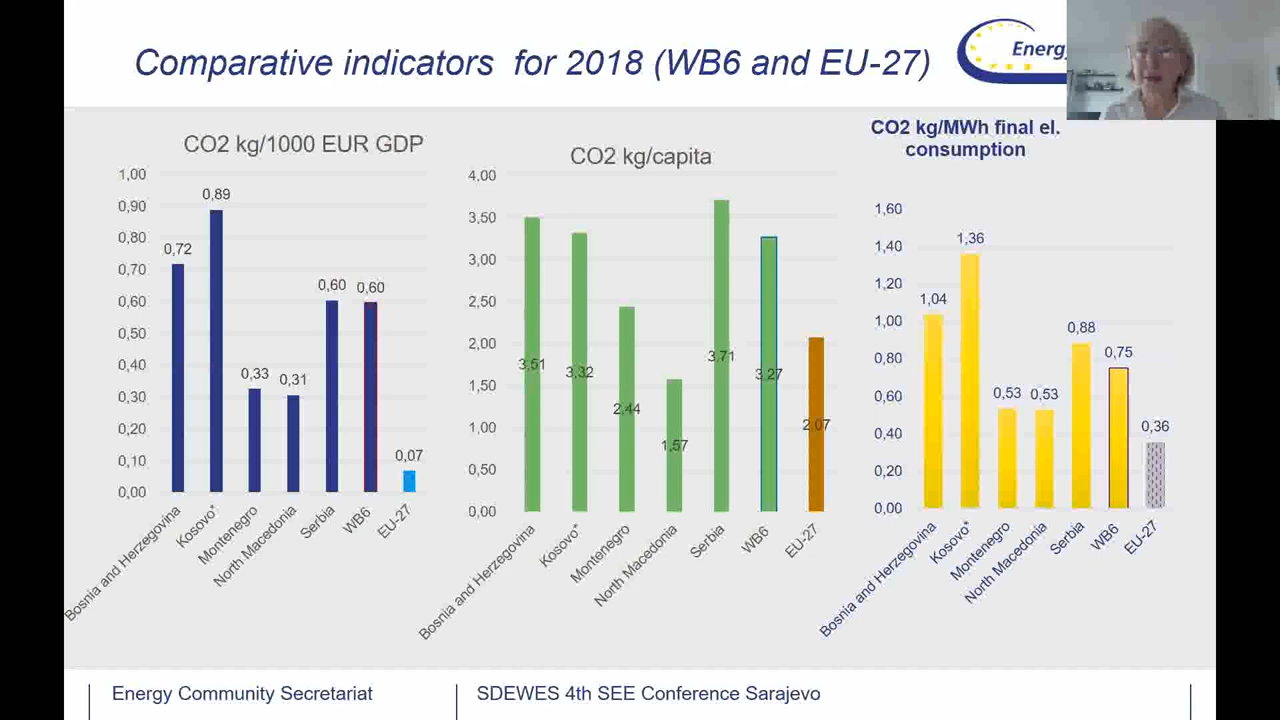 Comparative indicators for 2018 (WB6 and EU-27)
Energy
CO2 kg/1000 EUR GDP
1,00
0,90
0,80
0,70
0,60
0,50
0,40
0,30
0,20
0,10
0,00
0,72
0,89
0,33
0,31
0,60
0,60
0,07
Bosnia and Herzegovina
Kosovo*
Montenegro
North Macedonia
Serbia
WB6
EU-27
CO2 kg/capita
4,00
3,50
3,00
2,50
2,00
1,50
1,00
0,50
0,00
3,51
3,32
2,44
1,57
3,71
3,27
2,07
Bosnia and Herzegovina
Kosovo*
Montenegro
North Macedonia
Serbia
WB6
EU-27
CO2 kg/MWh final el.
consumption
1,60
1,40
1,20
1,00
0,80
0,60
0,40
0,20
0,00
1,04
1,36
0,53
0,53
0,88
0,75
0,36
Bosnia and Herzegovina
Kosovo*
Montenegro
North Macedonia
Serbia
WB6
EU-27
Energy Community Secretariat
SDEWES 4th SEE Conference Sarajevo